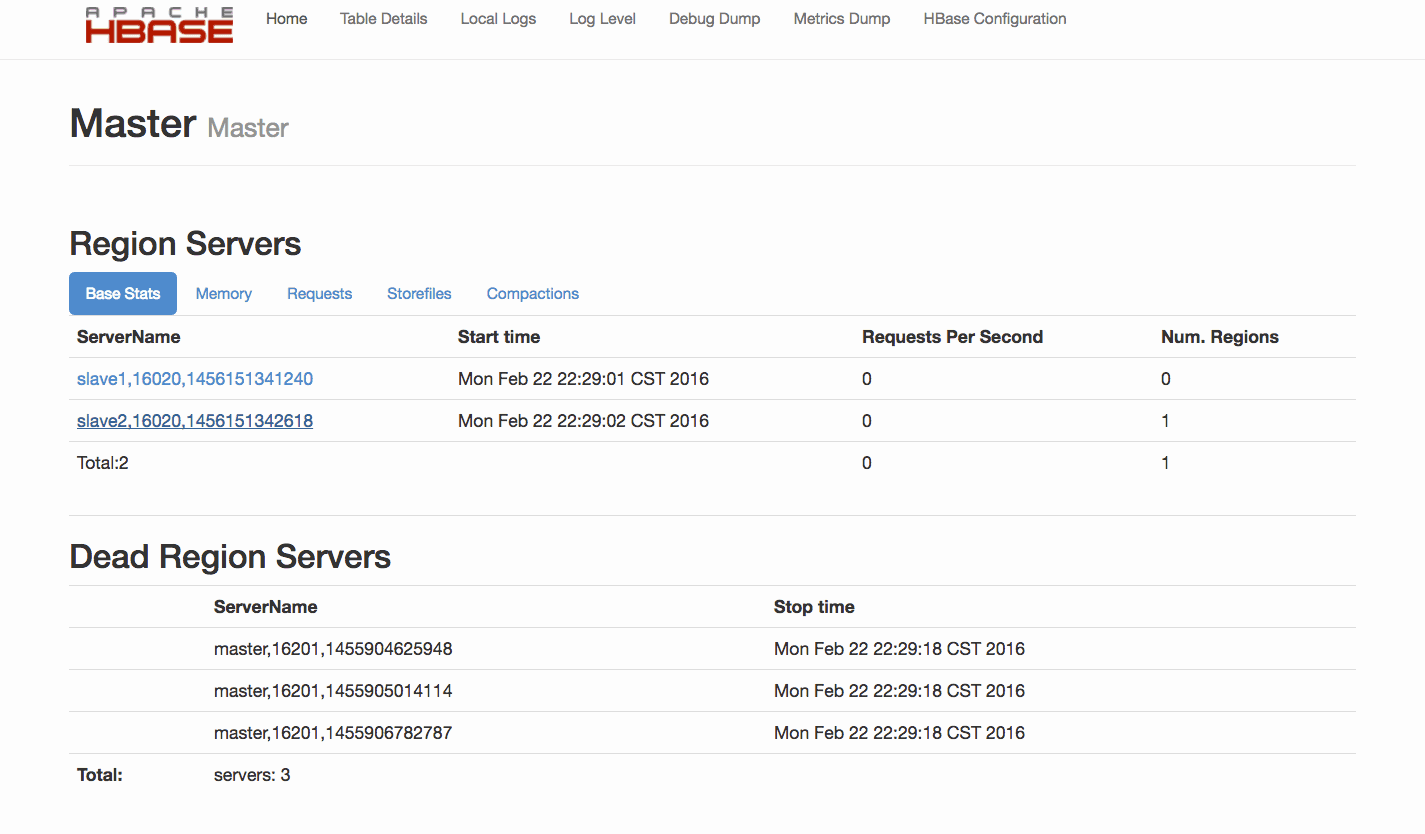 APACHE
HBASE
Home Table Details Local Logs Log Level Debug Dump Metrics Dump HBase Configuration
Master Master
Region Servers
Base Stats Memory Requests Storefiles Compactions
ServerName Start time Requests Per Second Num. Regions
slave1,16020,1456151341240 Mon Feb 22 22:29:01 CST 2016 0 0
slave2,16020,1456151342618 Mon Feb 22 22:29:02 CST 2016 0 1
Total:2 0 1
Dead Region Servers
ServerName Stop time
master,16201,1455904625948 Mon Feb 22 22:29:18 CST 2016
master,16201,1455905014114 Mon Feb 22 22:29:18 CST 2016
master,16201,1455906782787 Mon Feb 22 22:29:18 CST 2016
Total: servers: 3